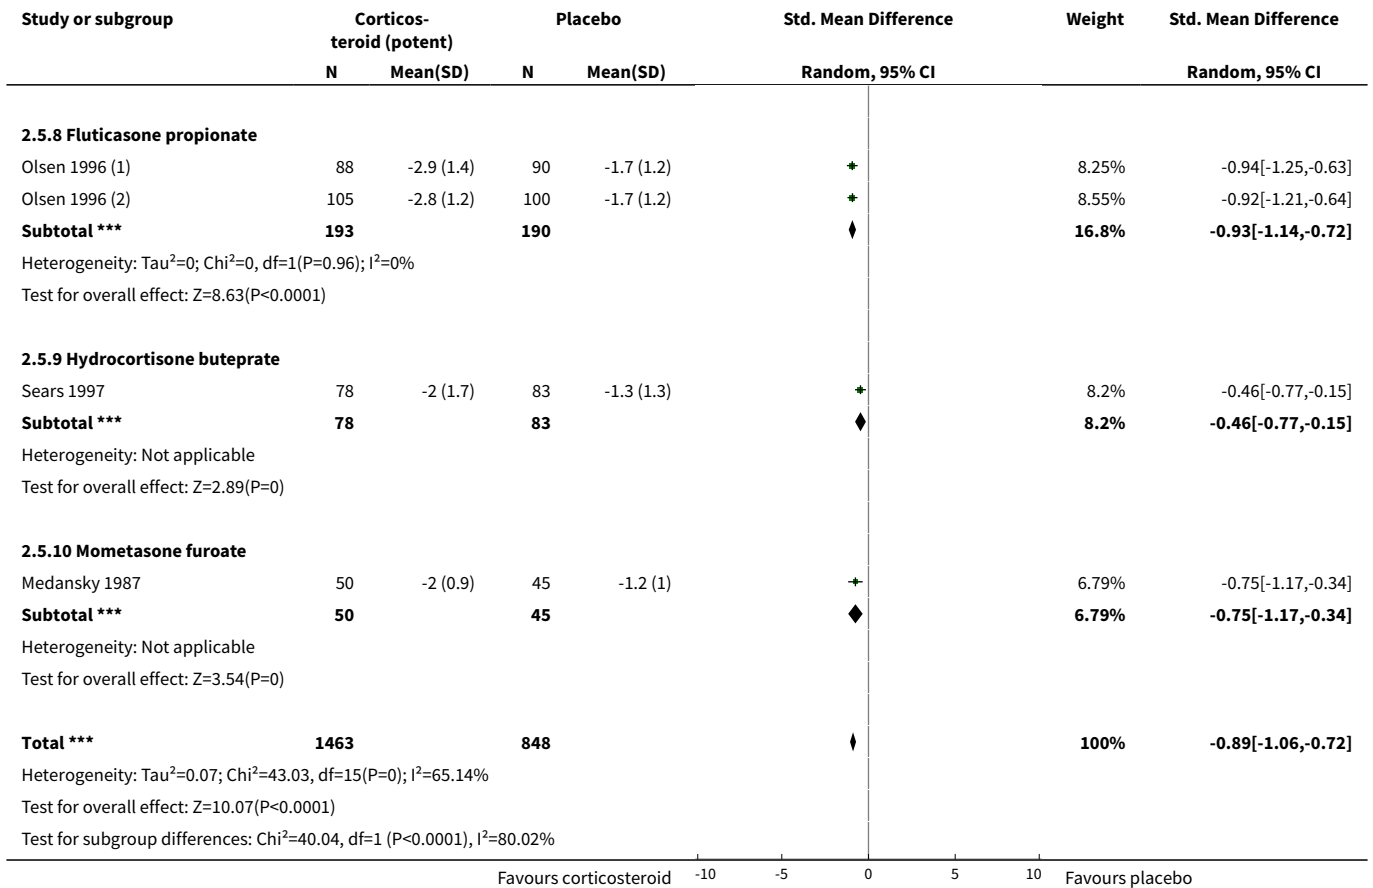 Study or subgroup Corticos- Placebo Std. Mean Difference Weight Std. Mean Difference
teroid (potent)
N Mean(SD) N Mean(SD) Random, 95% CI Random, 95% CI
2.5.8 Fluticasone propionate
Olsen 1996 (1) 88 -2.9 (1.4) 90 -1.7 (1.2) 8.25% -0.94[-1.25,-0.63]
Olsen 1996 (2) 105 -2.8 (1.2) 100 -1.7 (1.2) 8.55% -0.92[-1.21,-0.64]
Subtotal *** 193 190 16.8% -0.93[-1.14,-0.72]
Heterogeneity: Tau²=0; Chi²=0, df=1(P=0.96); I²=0%
Test for overall effect: Z=8.63(P<0.0001)
2.5.9 Hydrocortisone buteprate
Sears 1997 78 -2 (1.7) 83 -1.3 (1.3) 8.2% -0.46[-0.77,-0.15]
Subtotal *** 78 83 8.2% -0.46[-0.77,-0.15]
Heterogeneity: Not applicable
Test for overall effect: Z=2.89(P=0)
2.5.10 Mometasone furoate
Medansky 1987 50 -2 (0.9) 45 -1.2 (1) 6.79% -0.75[-1.17,-0.34]
Subtotal *** 50 45 6.79% -0.75[-1.17,-0.34]
Heterogeneity: Not applicable
Test for overall effect: Z=3.54(P=0)
Total *** 1463 848 100% -0.89[-1.06,-0.72]
Heterogeneity: Tau²=0.07; Chi²=43.03, df=15(P=0); I²=65.14%
Test for overall effect: Z=10.07(P<0.0001)
Test for subgroup differences: Chi²=40.04, df=1 (P<0.0001), I²=80.02%
Favours corticosteroid -10 -5 0 5 10 Favours placebo